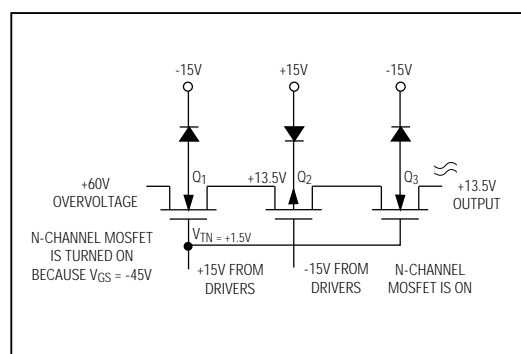 -15V
+15V
-15V
Q1
+13.5V
Q2
Q3
+60V
OVERVOLTAGE
+13.5V
OUTPUT
VTN = +1.5V
N-CHANNEL MOSFET
IS TURNED ON
BECAUSE VGS = -45V
+15V FROM
DRIVERS
-15V FROM
DRIVERS
N-CHANNEL
MOSFET IS ON